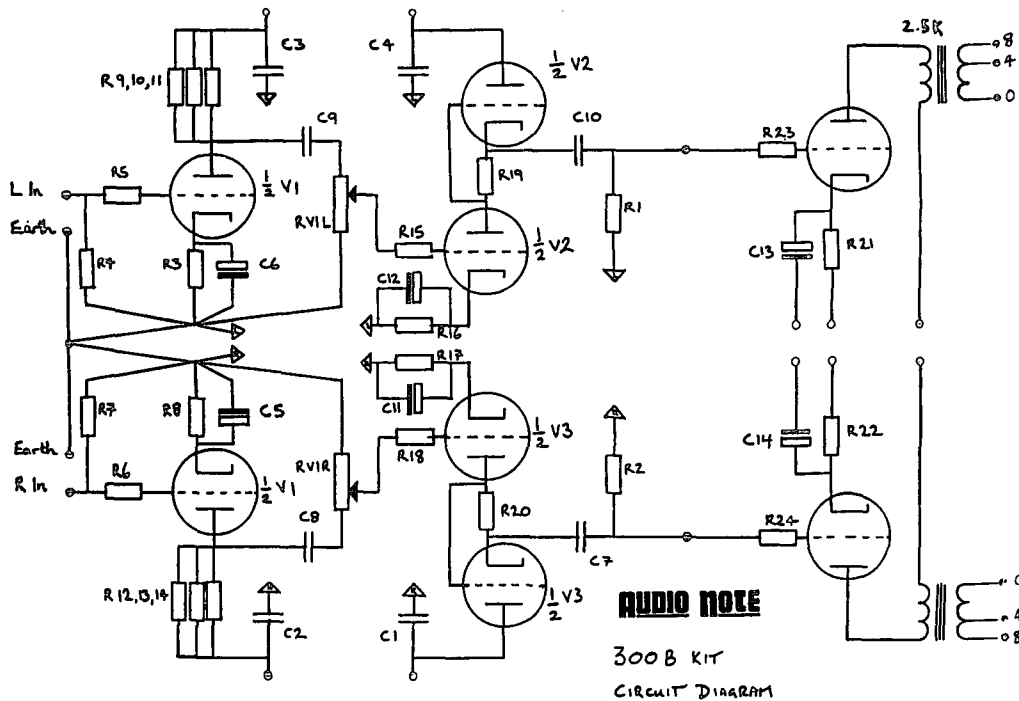 C3
C4
½ V2
2.5K
8
4
0
R 9,10,11
C9
C10
R23
L In
R5
½ V1
R19
Earth
RV1L
R15
½ V2
R1
R4
R3
C6
C12
R16
C13
R21
R17
R7
R8
C5
C11
C14
R22
Earth
R6
½ V1
RV1R
R18
½ V3
R2
R In
C8
R20
C7
R24
R 12,13,14
C2
C1
½ V3
AUDIO NOTE
0
4
8
300B KIT
CIRCUIT DIAGRAM